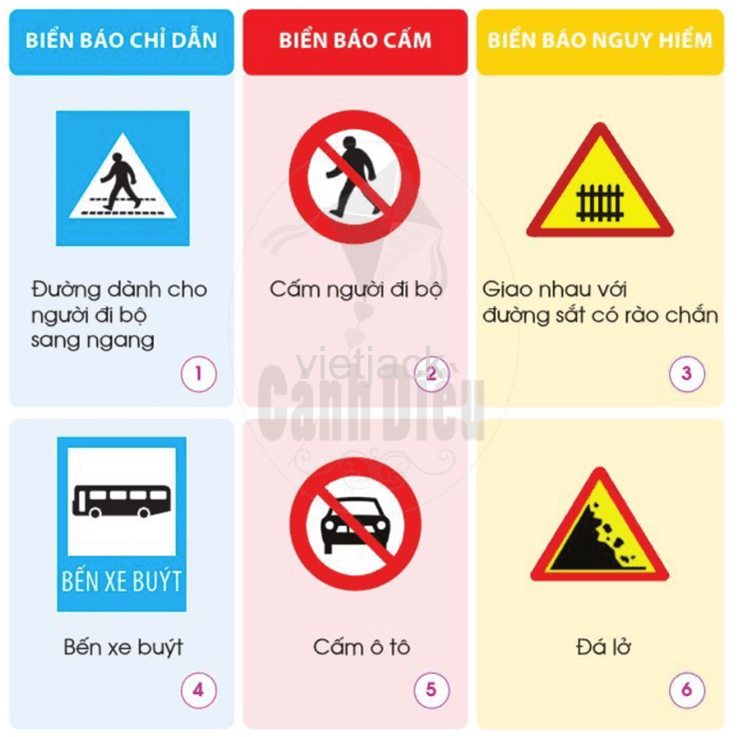 BIỂN BÁO CHỈ DẪN
BIỂN BÁO CẤM
BIỂN BÁO NGUY HIỂM
Đường dành cho
người đi bộ
sang ngang
1
Cấm người đi bộ
2
Giao nhau với
đường sắt có rào chắn
3
vietjack
Cánh Diều
BẾN XE BUÝT
Bến xe buýt
4
Cấm ô tô
5
Đá lở
6